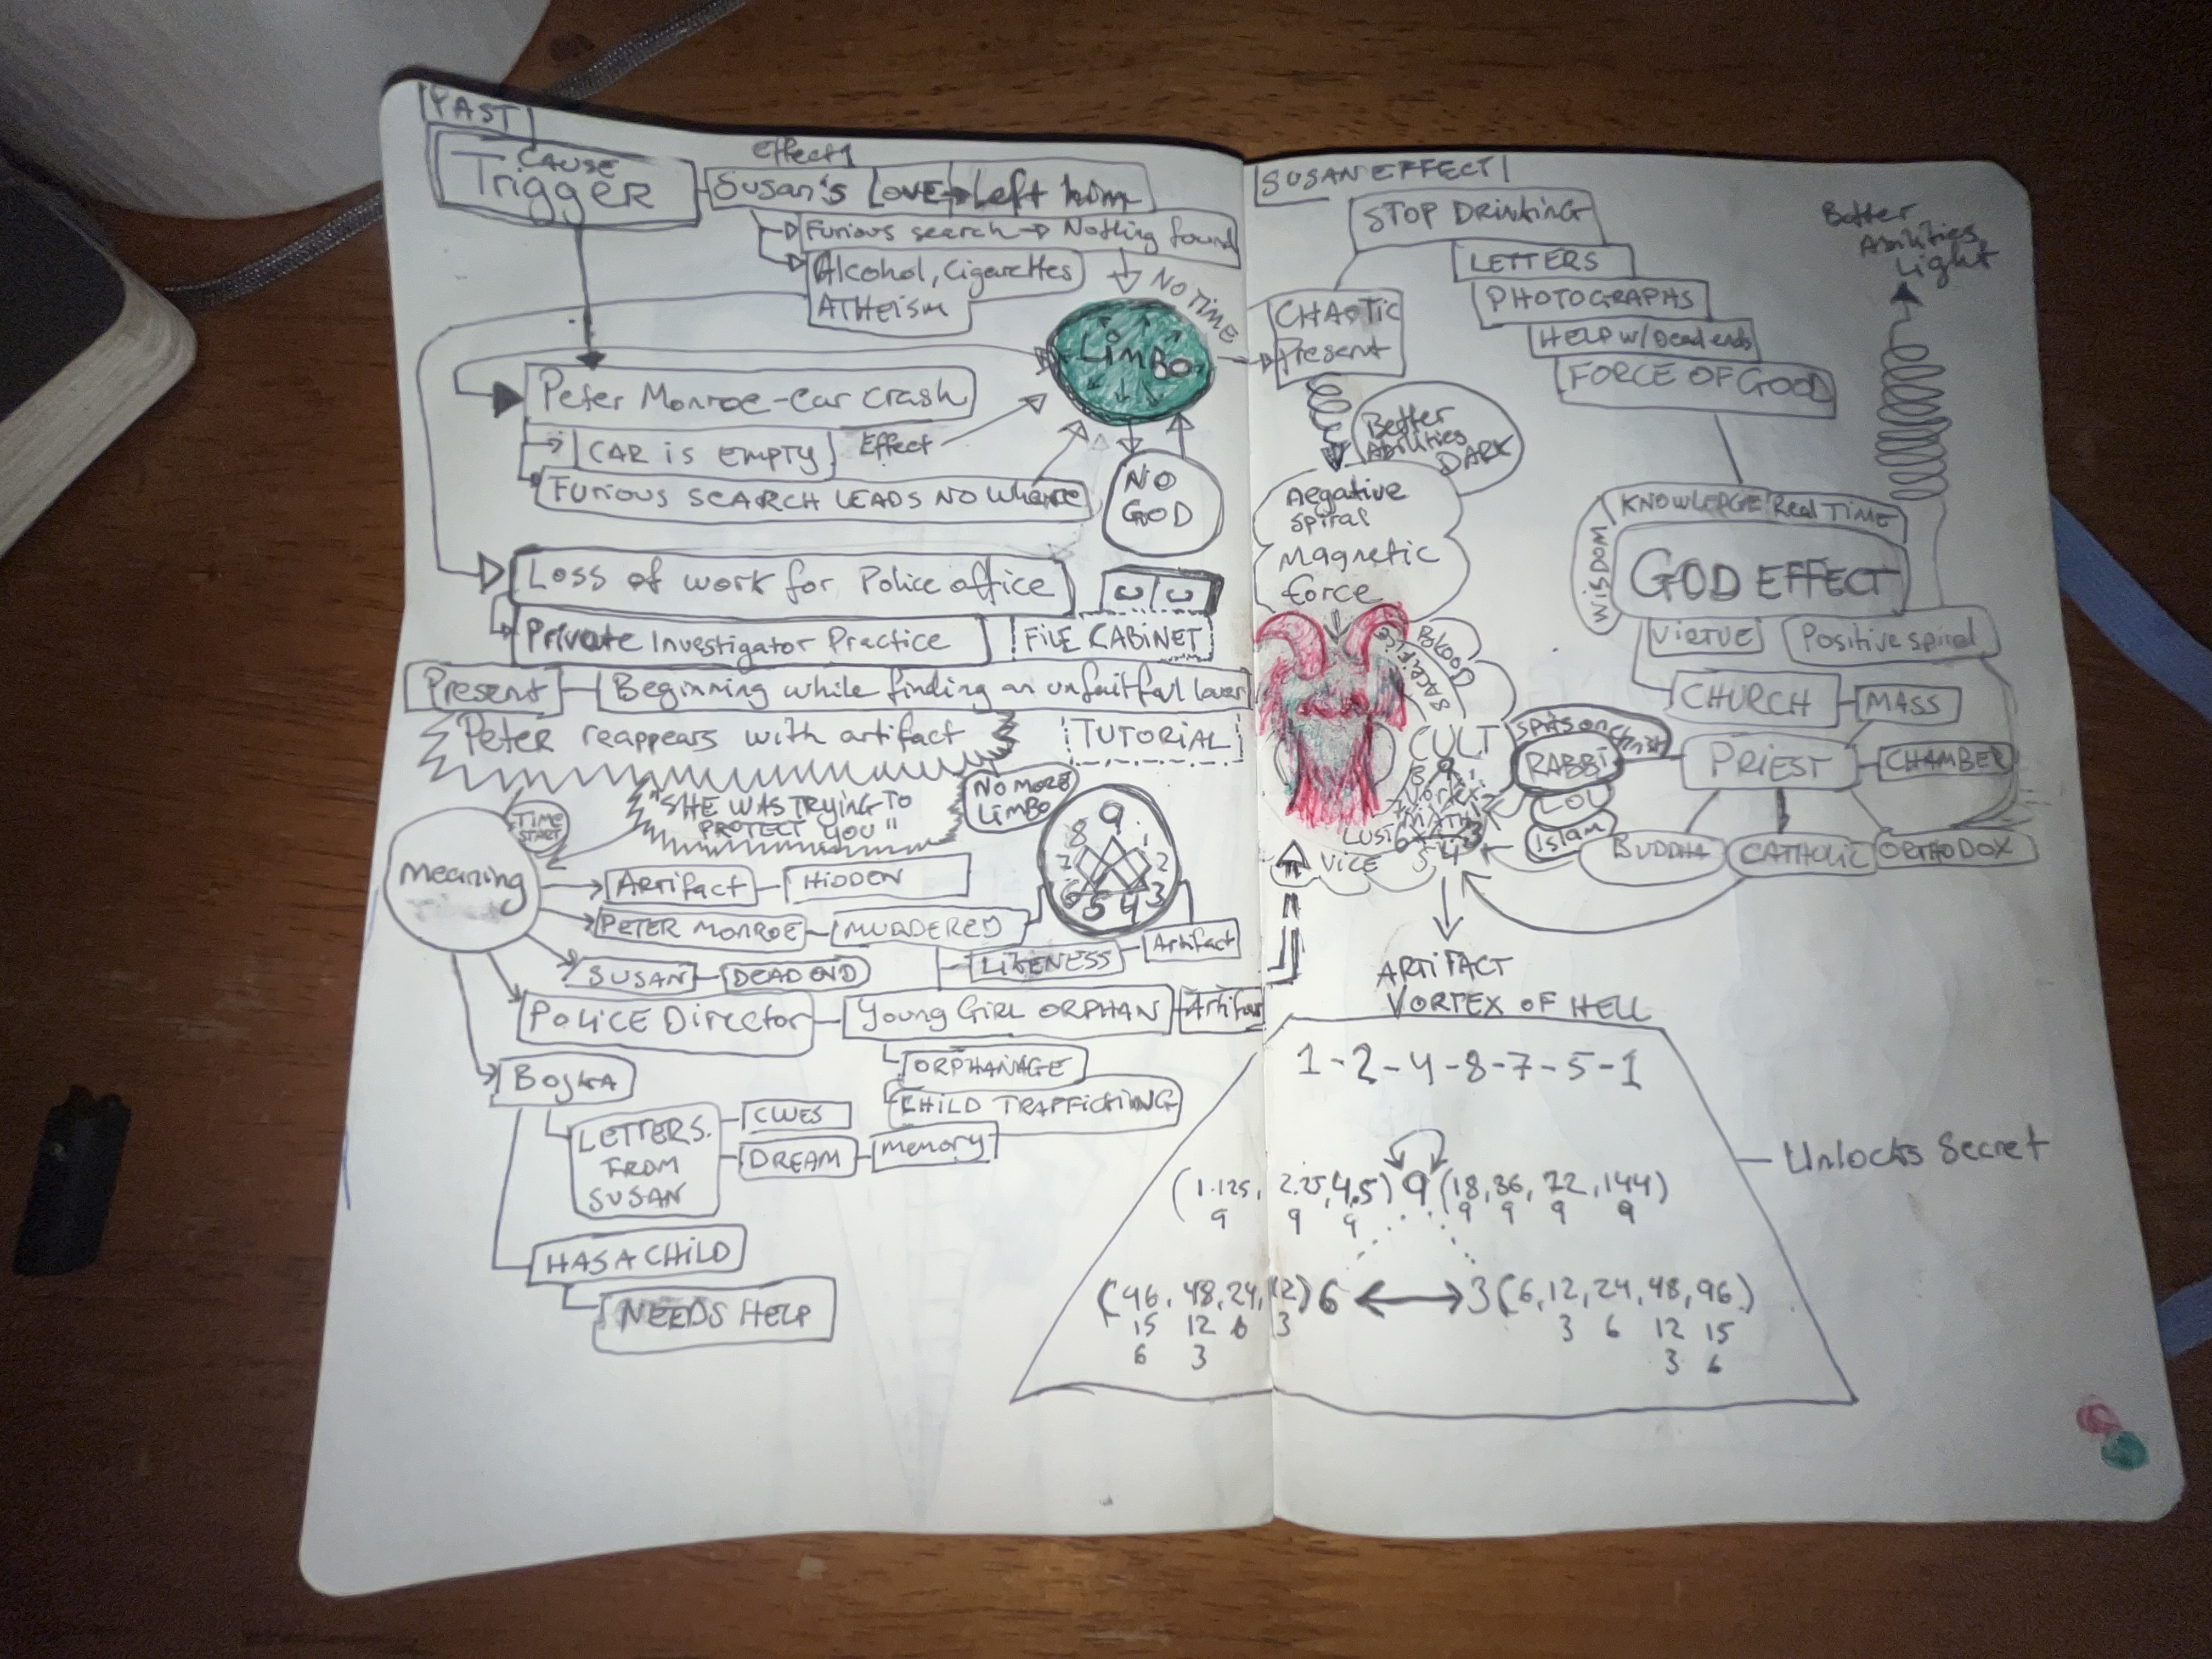 PAST
CAUSE
Trigger
effect 1
Susan's Love Left him
Furious search Nothing found
Alcohol, Cigarettes
ATHEISM
NO TIME
LIMBO
Peter Monroe - Car crash
CAR IS EMPTY
Effect
FURIOUS SEARCH LEADS NO Where
NO
GOD
Loss of work for Police office
Private Investigator Practice
FILE CABINET
Present
Beginning while finding an unfaitful lover
Peter reappears with artifact
TUTORIAL
TIME
START
"SHE WAS TRYING TO
PROTECT YOU"
NO MORE
LIMBO
Meaning
9
8 1
7 2
6 3
5 4
ARTIFACT
HIDDEN
PETER MONROE
MURDERED
LIKENESS
Artifact
SUSAN
DEAD END
POLICE Director
Young GIRL ORPHAN
ORPHANAGE
CHILD TRAFFICKING
Bojka
LETTERS
FROM
SUSAN
CLUES
DREAM
Memory
HAS A CHILD
NEEDS HELP
SUSAN EFFECT
STOP DRINKING
LETTERS
PHOTOGRAPHS
HELP W/ Dead ends
FORCE OF GOOD
Better
Abilities
Light
CHAOTIC
Present
Better
Abilities
DARK
negative
spiral
Magnetic
force
KNOWLEDGE
Real TIME
WISDOM
GOD EFFECT
VIRTUE
Positive spiral
CHURCH
MASS
PRIEST
CHAMBER
SACRIFICE
CULT
Vortex
MATH
LUST
VICE
RABBI
Islam
BUDDHA
CATHOLIC
ORTHODOX
ARTIFACT
VORTEX OF HELL
1-2-4-8-7-5-1
Unlocks Secret
(1.125, 2.25, 4.5) 9 (18, 36, 72, 144)
9 9 9 9 9 9 9
(96, 48, 24, 12) 6 3 (6, 12, 24, 48, 96)
15 12 6 3 3 6 12 15
6 3 3 6